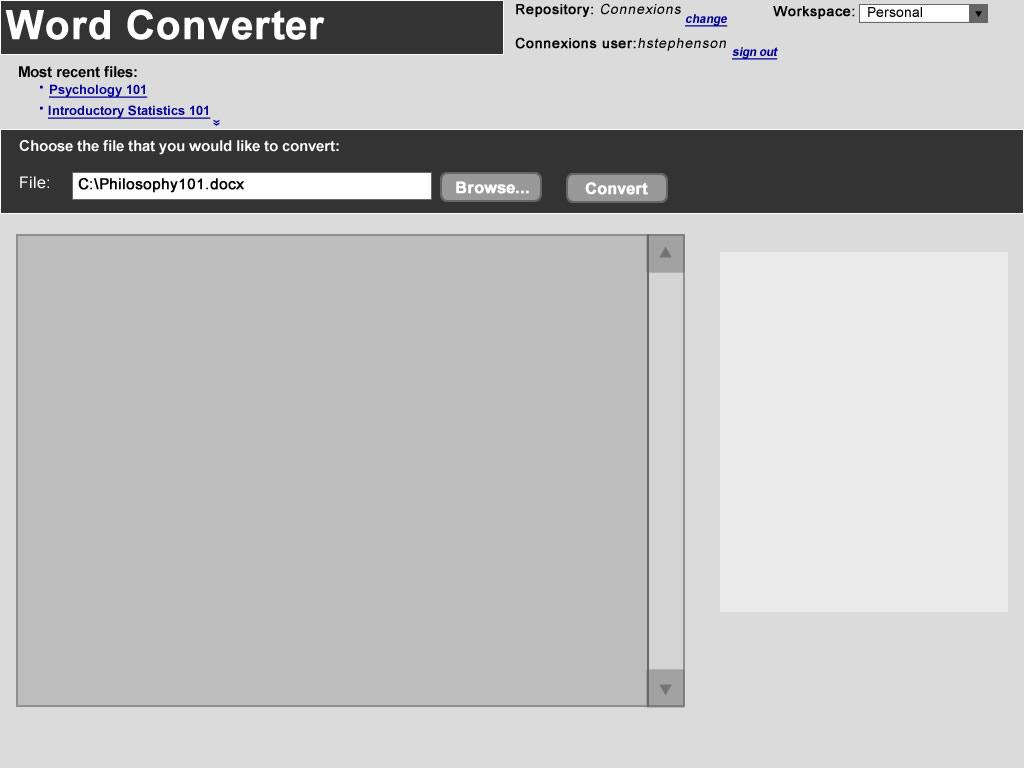 Word Converter
Repository: Connexions change
Workspace: Personal
Connexions user:hstephenson sign out
Most recent files:
· Psychology 101
· Introductory Statistics 101
Choose the file that you would like to convert:
File: C:\Philosophy101.docx Browse... Convert